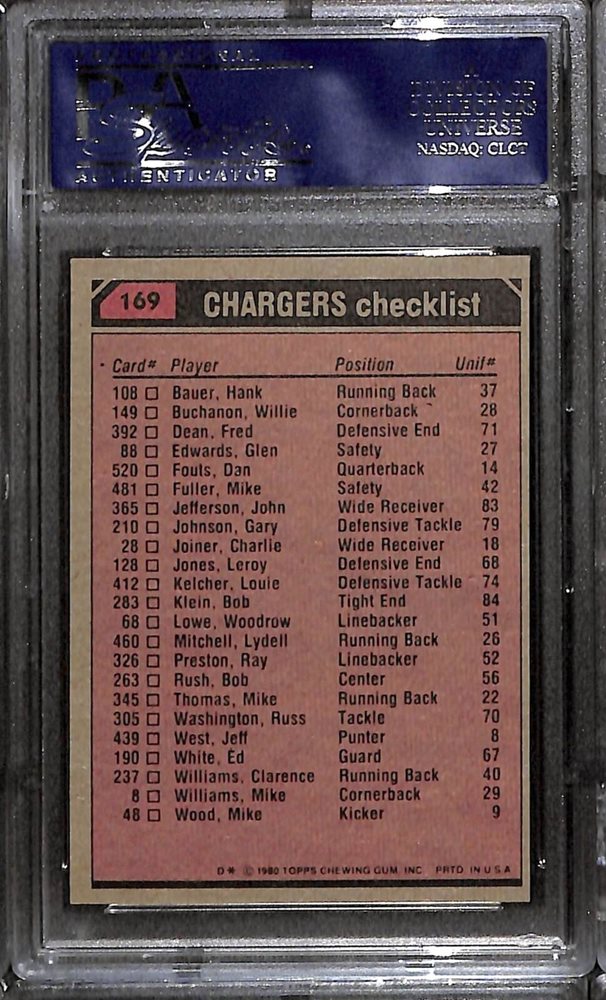 PSA
AUTHENTICATOR
A
DIVISION OF
COLLECTORS
UNIVERSE
NASDAQ: CLCT
169 CHARGERS checklist
Card# Player Position Unif#
108 Bauer, Hank Running Back 37
149 Buchanon, Willie Cornerback 28
392 Dean, Fred Defensive End 71
88 Edwards, Glen Safety 27
520 Fouts, Dan Quarterback 14
481 Fuller, Mike Safety 42
365 Jefferson, John Wide Receiver 83
210 Johnson, Gary Defensive Tackle 79
28 Joiner, Charlie Wide Receiver 18
128 Jones, Leroy Defensive End 68
412 Kelcher, Louie Defensive Tackle 74
283 Klein, Bob Tight End 84
68 Lowe, Woodrow Linebacker 51
460 Mitchell, Lydell Running Back 26
326 Preston, Ray Linebacker 52
263 Rush, Bob Center 56
345 Thomas, Mike Running Back 22
305 Washington, Russ Tackle 70
439 West, Jeff Punter 8
190 White, Ed Guard 67
237 Williams, Clarence Running Back 40
8 Williams, Mike Cornerback 29
48 Wood, Mike Kicker 9
D* © 1980 TOPPS CHEWING GUM, INC. PRTD. IN U.S.A.